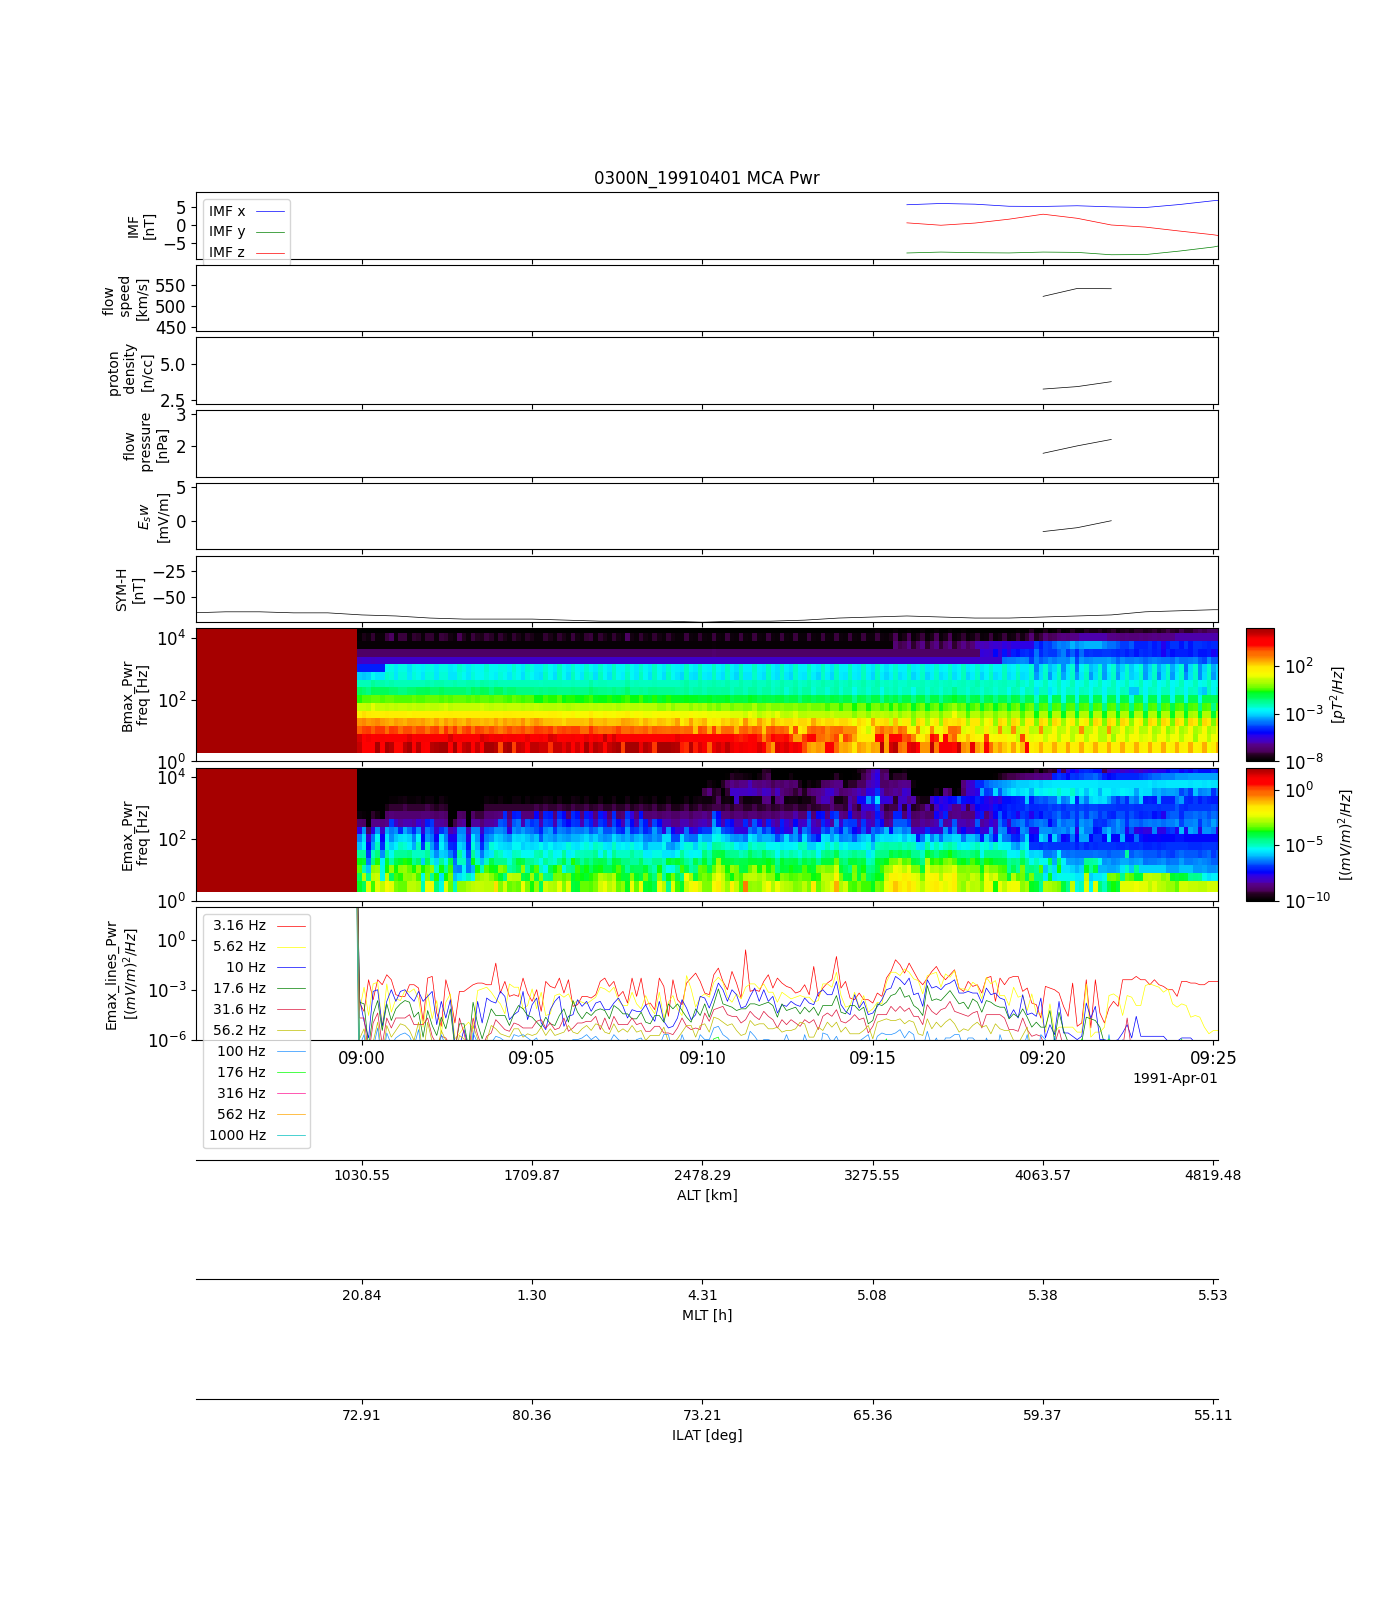 0300N_19910401 MCA Pwr
IMF
[nT]
5
0
−5
IMF x
IMF y
IMF z
flow
speed
[km/s]
550
500
450
proton
density
[n/cc]
5.0
2.5
flow
pressure
[nPa]
3
2
E_sw
[mV/m]
5
0
SYM-H
[nT]
−25
−50
Bmax_Pwr
freq [Hz]
10^4
10^2
10^0
10^2
10^−3
10^−8
[pT^2/Hz]
Emax_Pwr
freq [Hz]
10^4
10^2
10^0
10^0
10^−5
10^−10
[(mV/m)^2/Hz]
Emax_lines_Pwr
[(mV/m)^2/Hz]
10^0
10^−3
10^−6
3.16 Hz
5.62 Hz
10 Hz
17.6 Hz
31.6 Hz
56.2 Hz
100 Hz
176 Hz
316 Hz
562 Hz
1000 Hz
09:00 09:05 09:10 09:15 09:20 09:25
1991-Apr-01
1030.55 1709.87 2478.29 3275.55 4063.57 4819.48
ALT [km]
20.84 1.30 4.31 5.08 5.38 5.53
MLT [h]
72.91 80.36 73.21 65.36 59.37 55.11
ILAT [deg]